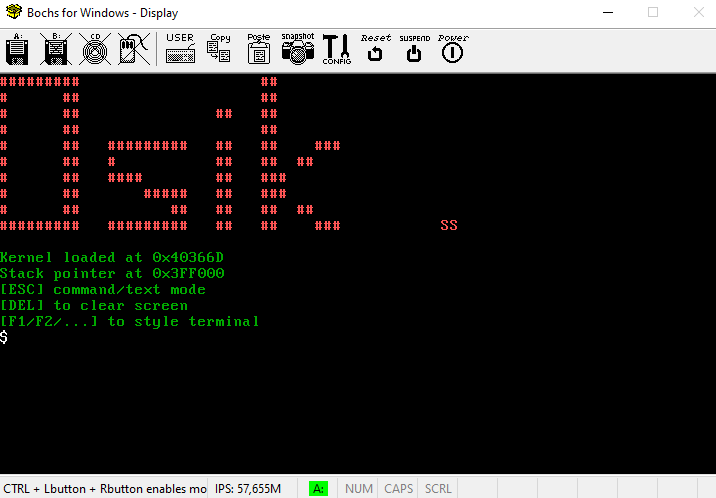 Bochs for Windows - Display
A:
B:
CD
USER
Copy
Paste
snapshot
CONFIG
Reset
SUSPEND
Power
#########                    ##
#      ##                    ##
#      ##               ##   ##
#      ##                    ##
#      ##   #########   ##   ##    ###
#      ##   #           ##   ##  ##
#      ##   ####        ##   ###
#      ##       #####   ##   ###
#      ##          ##   ##   ##  ##
#########   #########   ##   ##    ###           SS
Kernel loaded at 0x40366D
Stack pointer at 0x3FF000
[ESC] command/text mode
[DEL] to clear screen
[F1/F2/...] to style terminal
$
CTRL + Lbutton + Rbutton enables mo IPS: 57,655M A: NUM CAPS SCRL